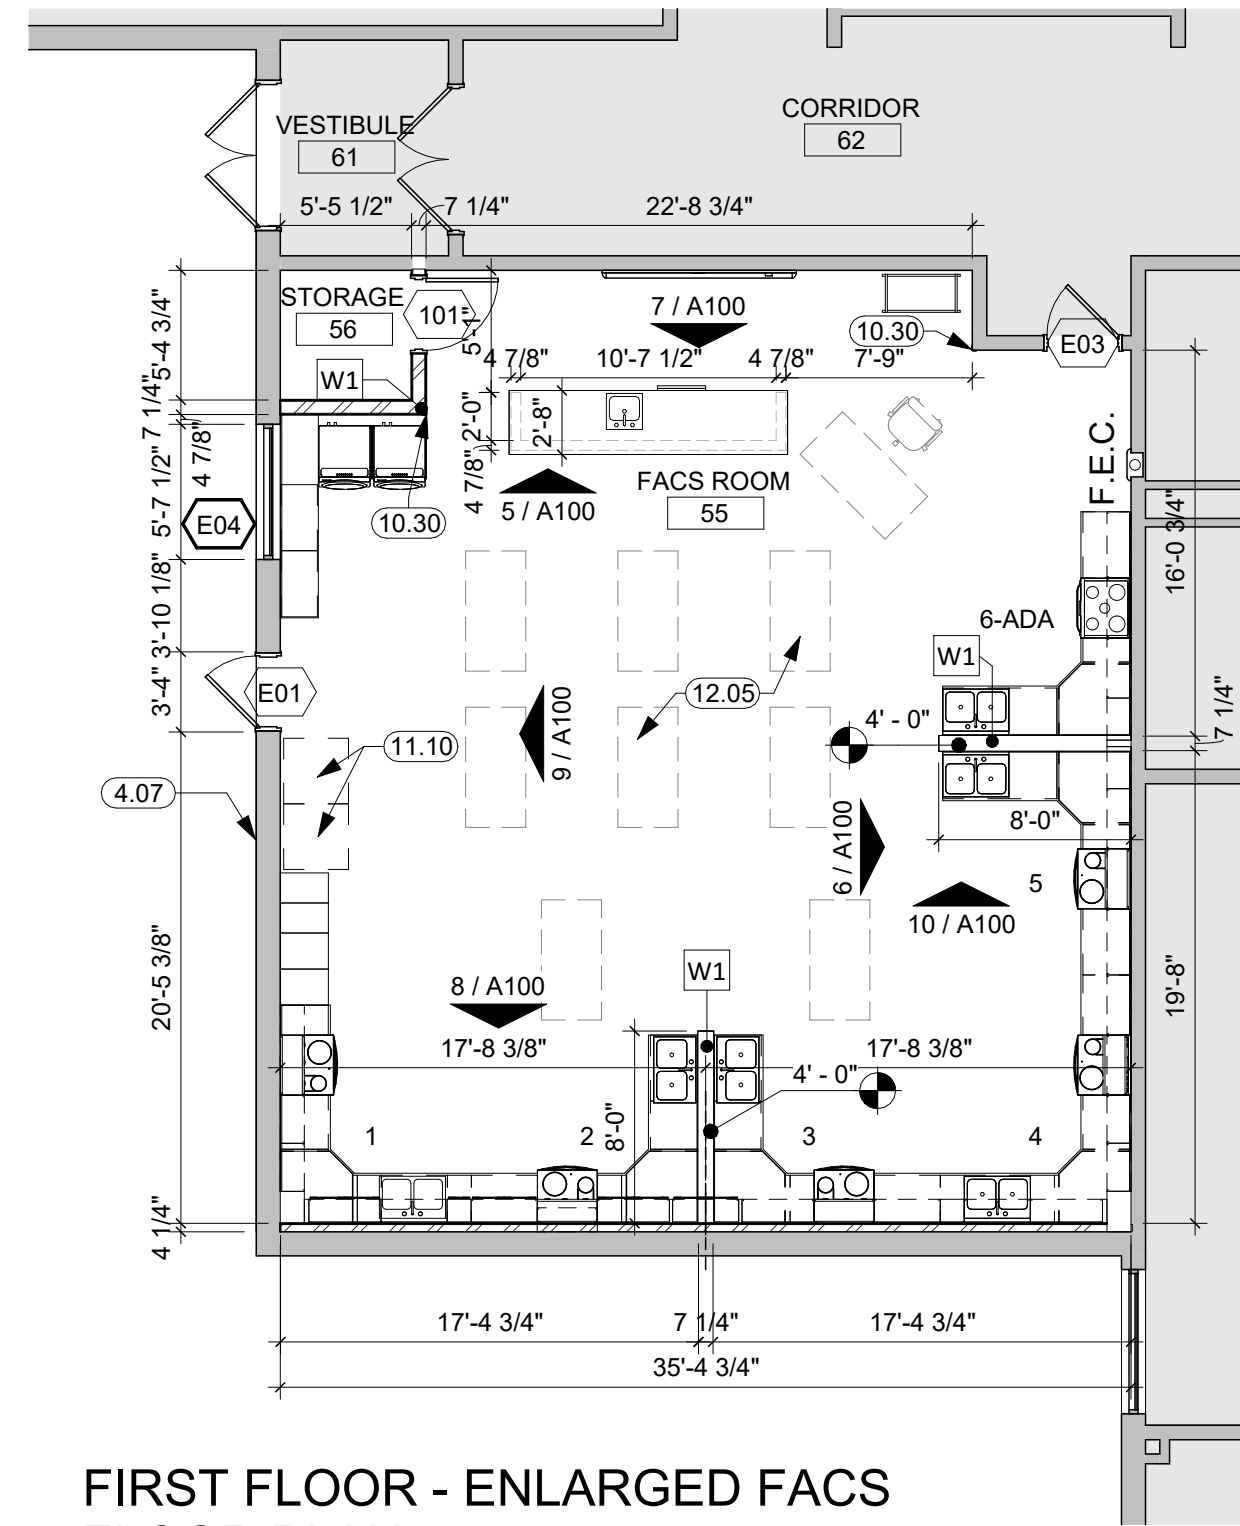 CORRIDOR
62
VESTIBULE
61
5'-5 1/2"
7 1/4"
22'-8 3/4"
STORAGE
56
101
5'-1"
7 / A100
10.30
E03
5'-4 3/4"
4 7/8"
10'-7 1/2"
4 7/8"
7'-9"
W1
7 1/4"
4 7/8"
2'-0"
2'-8"
4 7/8"
F.E.C.
FACS ROOM
55
5 / A100
10.30
E04
5'-7 1/2"
16'-0 3/4"
3'-10 1/8"
6-ADA
W1
3'-4"
E01
12.05
7 1/4"
4' - 0"
9 / A100
11.10
4.07
8'-0"
6 / A100
5
10 / A100
W1
8 / A100
20'-5 3/8"
19'-8"
17'-8 3/8"
17'-8 3/8"
4' - 0"
8'-0"
1
2
3
4
4 1/4"
17'-4 3/4"
7 1/4"
17'-4 3/4"
35'-4 3/4"
FIRST FLOOR - ENLARGED FACS